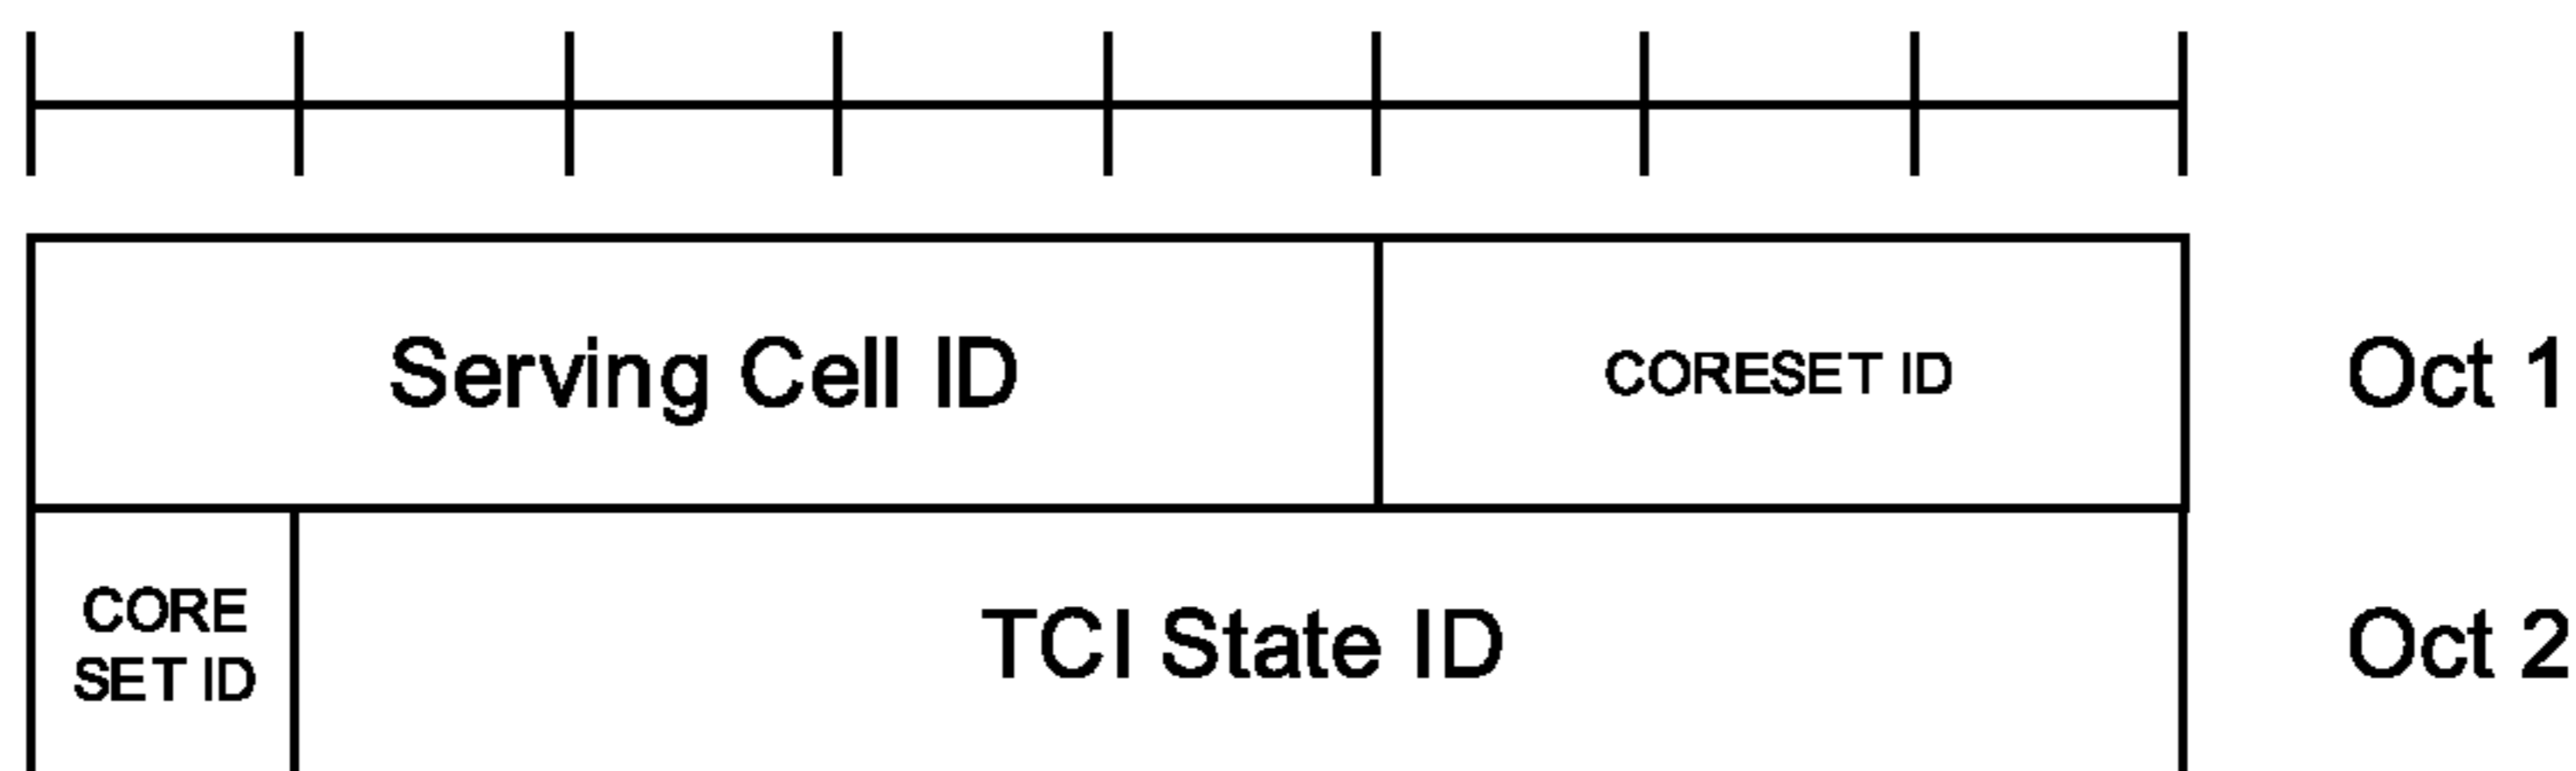 Serving Cell ID CORESET ID Oct 1
CORE
SET ID
TCI State ID Oct 2